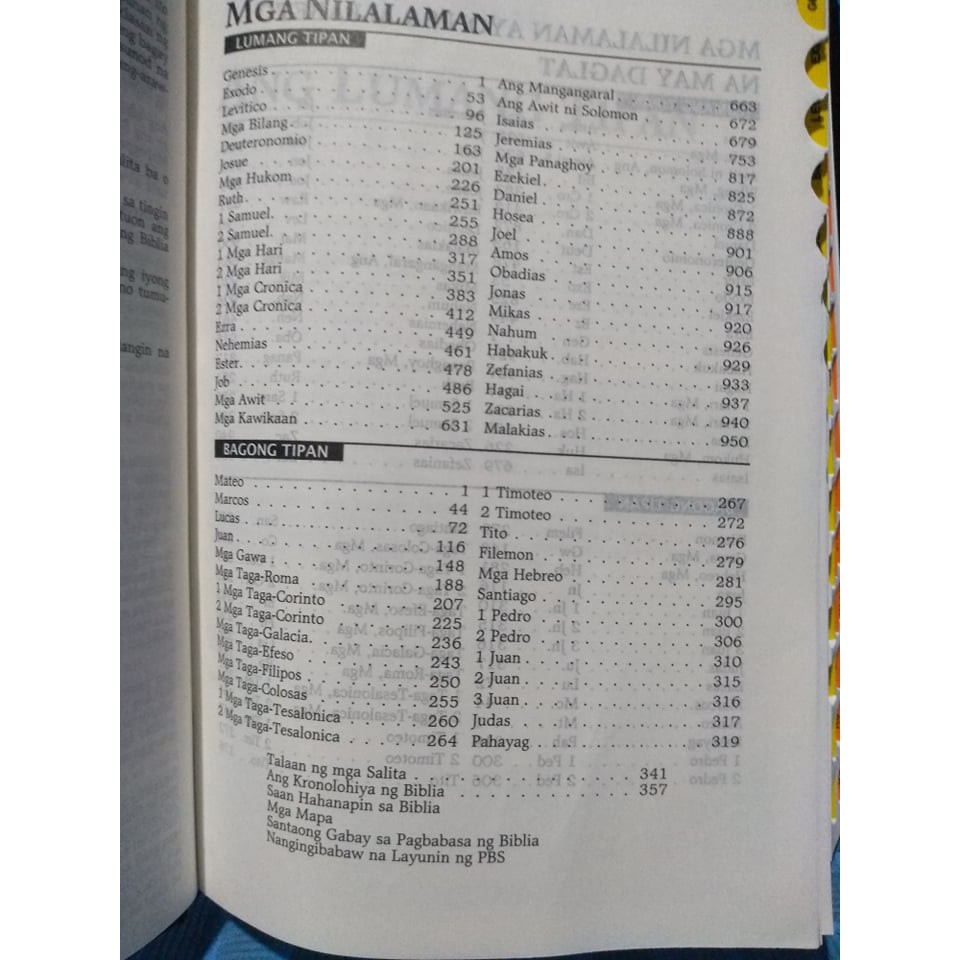 MGA NILALAMAN
LUMANG TIPAN
Genesis. . . . . . . . . . . . . . . 1
Exodo . . . . . . . . . . . . . . . 53
Levitico . . . . . . . . . . . . . . 96
Mga Bilang. . . . . . . . . . . . . 125
Deuteronomio . . . . . . . . . . . 163
Josue . . . . . . . . . . . . . . . 201
Mga Hukom . . . . . . . . . . . . 226
Ruth. . . . . . . . . . . . . . . . 251
1 Samuel. . . . . . . . . . . . . . 255
2 Samuel. . . . . . . . . . . . . . 288
1 Mga Hari . . . . . . . . . . . . 317
2 Mga Hari . . . . . . . . . . . . 351
1 Mga Cronica . . . . . . . . . . 383
2 Mga Cronica . . . . . . . . . . 412
Ezra . . . . . . . . . . . . . . . . 449
Nehemias . . . . . . . . . . . . . 461
Ester. . . . . . . . . . . . . . . . 478
Job . . . . . . . . . . . . . . . . 486
Mga Awit . . . . . . . . . . . . . 525
Mga Kawikaan . . . . . . . . . . 631
Ang Mangangaral . . . . . . . . 663
Ang Awit ni Solomon . . . . . . 672
Isaias . . . . . . . . . . . . . . . 679
Jeremias . . . . . . . . . . . . . 753
Mga Panaghoy . . . . . . . . . . 817
Ezekiel. . . . . . . . . . . . . . . 825
Daniel . . . . . . . . . . . . . . . 872
Hosea . . . . . . . . . . . . . . . 888
Joel . . . . . . . . . . . . . . . . 901
Amos . . . . . . . . . . . . . . . 906
Obadias . . . . . . . . . . . . . . 915
Jonas . . . . . . . . . . . . . . . 917
Mikas . . . . . . . . . . . . . . . 920
Nahum . . . . . . . . . . . . . . 926
Habakuk . . . . . . . . . . . . . 929
Zefanias . . . . . . . . . . . . . 933
Hagai . . . . . . . . . . . . . . . 937
Zacarias . . . . . . . . . . . . . 940
Malakias. . . . . . . . . . . . . . 950
BAGONG TIPAN
Mateo . . . . . . . . . . . . . . . 1
Marcos . . . . . . . . . . . . . . 44
Lucas . . . . . . . . . . . . . . . 72
Juan . . . . . . . . . . . . . . . . 116
Mga Gawa . . . . . . . . . . . . 148
Mga Taga-Roma . . . . . . . . . 188
1 Mga Taga-Corinto . . . . . . . 207
2 Mga Taga-Corinto . . . . . . . 225
Mga Taga-Galacia. . . . . . . . . 236
Mga Taga-Efeso . . . . . . . . . 243
Mga Taga-Filipos . . . . . . . . 250
Mga Taga-Colosas . . . . . . . . 255
1 Mga Taga-Tesalonica . . . . . 260
2 Mga Taga-Tesalonica . . . . . 264
1 Timoteo . . . . . . . . . . . . . 267
2 Timoteo . . . . . . . . . . . . . 272
Tito . . . . . . . . . . . . . . . . 276
Filemon . . . . . . . . . . . . . . 279
Mga Hebreo . . . . . . . . . . . 281
Santiago . . . . . . . . . . . . . 295
1 Pedro . . . . . . . . . . . . . . 300
2 Pedro . . . . . . . . . . . . . . 306
1 Juan . . . . . . . . . . . . . . . 310
2 Juan . . . . . . . . . . . . . . . 315
3 Juan . . . . . . . . . . . . . . . 316
Judas . . . . . . . . . . . . . . . 317
Pahayag . . . . . . . . . . . . . . 319
Talaan ng mga Salita . . . . . . . . . . . . 341
Ang Kronolohiya ng Biblia . . . . . . . . . 357
Saan Hahanapin sa Biblia
Mga Mapa
Santaong Gabay sa Pagbabasa ng Biblia
Nangingibabaw na Layunin ng PBS